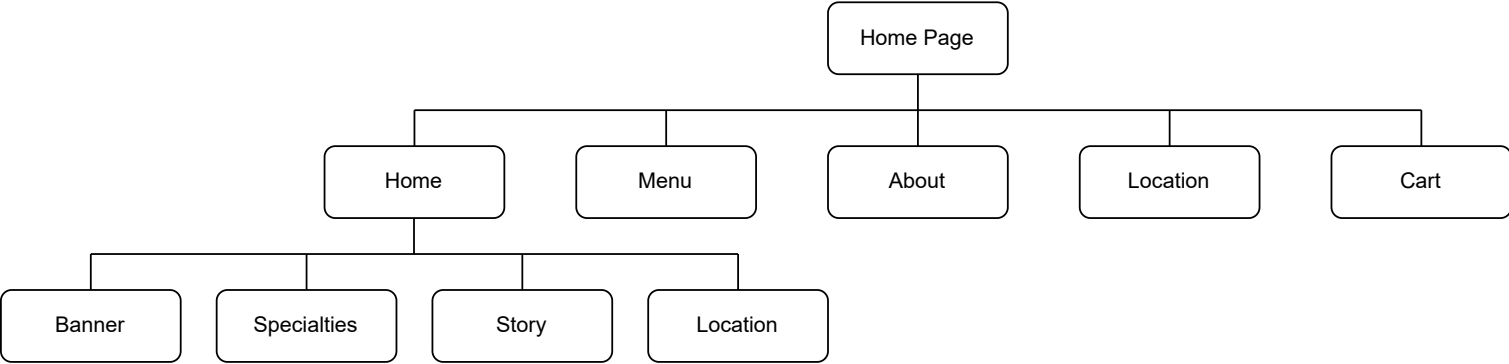 Home Page
Home
Menu
About
Location
Cart
Banner
Specialties
Story
Location